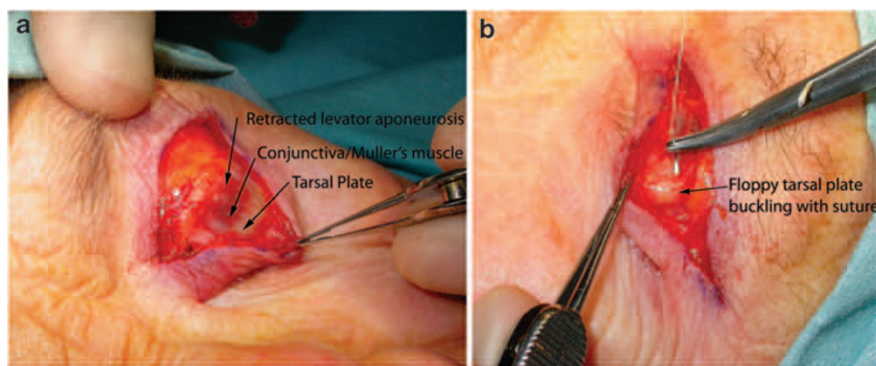 a
Retracted levator aponeurosis
Conjunctiva/Muller's muscle
Tarsal Plate
b
Floppy tarsal plate
buckling with suture